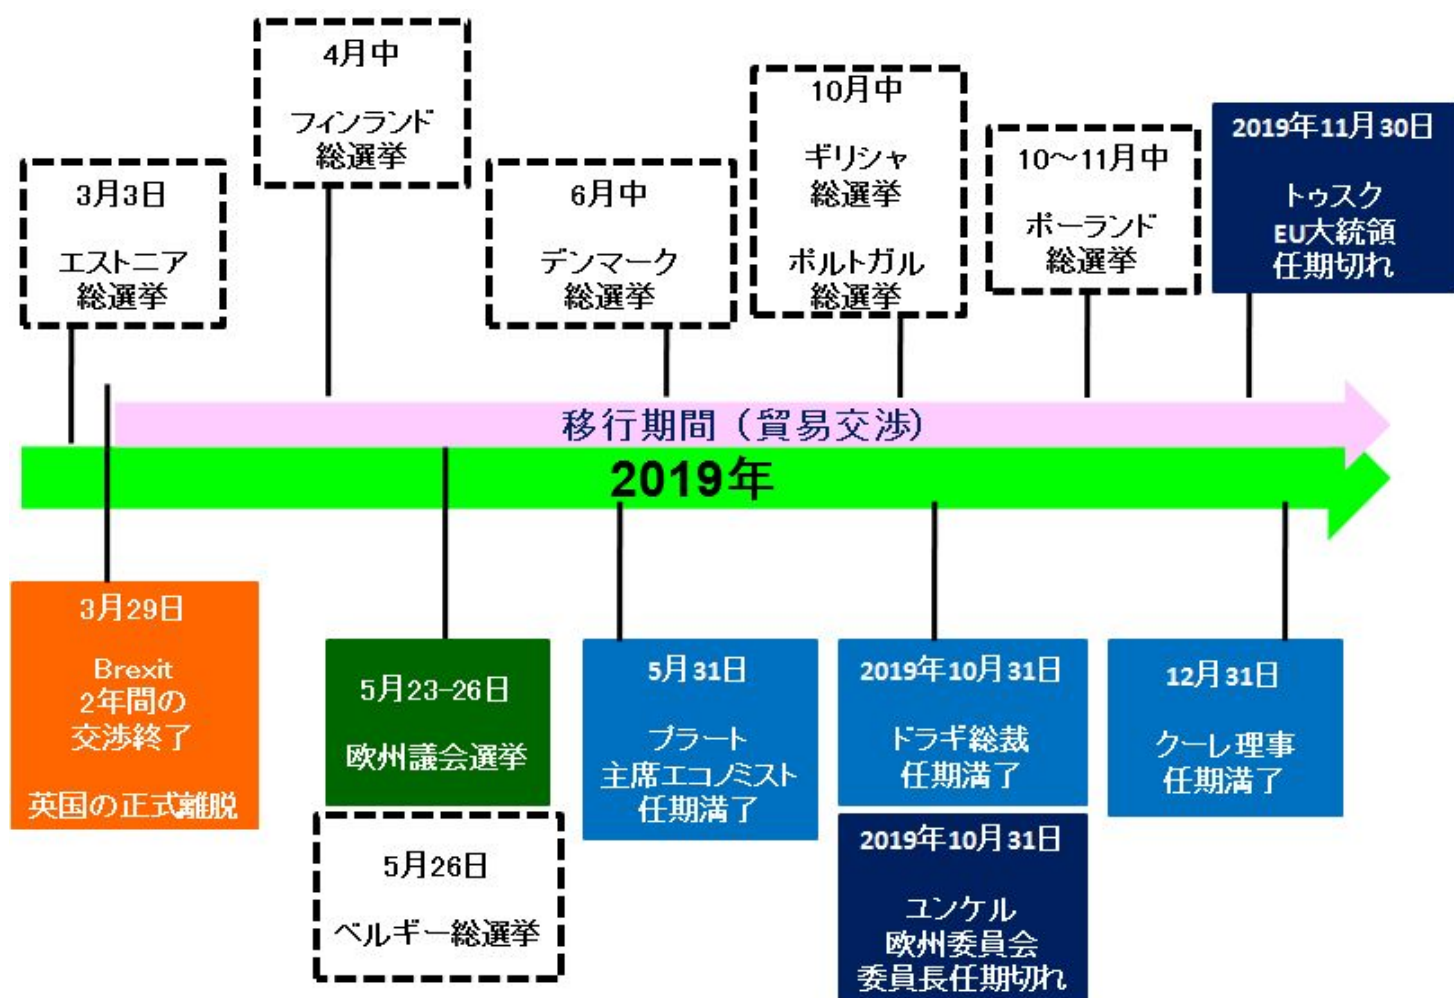 4月中
フィンランド
総選挙
3月3日
エストニア
総選挙
6月中
デンマーク
総選挙
10月中
ギリシャ
総選挙
ポルトガル
総選挙
10～11月中
ポーランド
総選挙
2019年11月30日
トゥスク
EU大統領
任期切れ
移行期間（貿易交渉）
2019年
3月29日
Brexit
2年間の
交渉終了
英国の正式離脱
5月23-26日
欧州議会選挙
5月26日
ベルギー総選挙
5月31日
プラート
主席エコノミスト
任期満了
2019年10月31日
ドラギ総裁
任期満了
2019年10月31日
ユンケル
欧州委員会
委員長任期切れ
12月31日
クーレ理事
任期満了